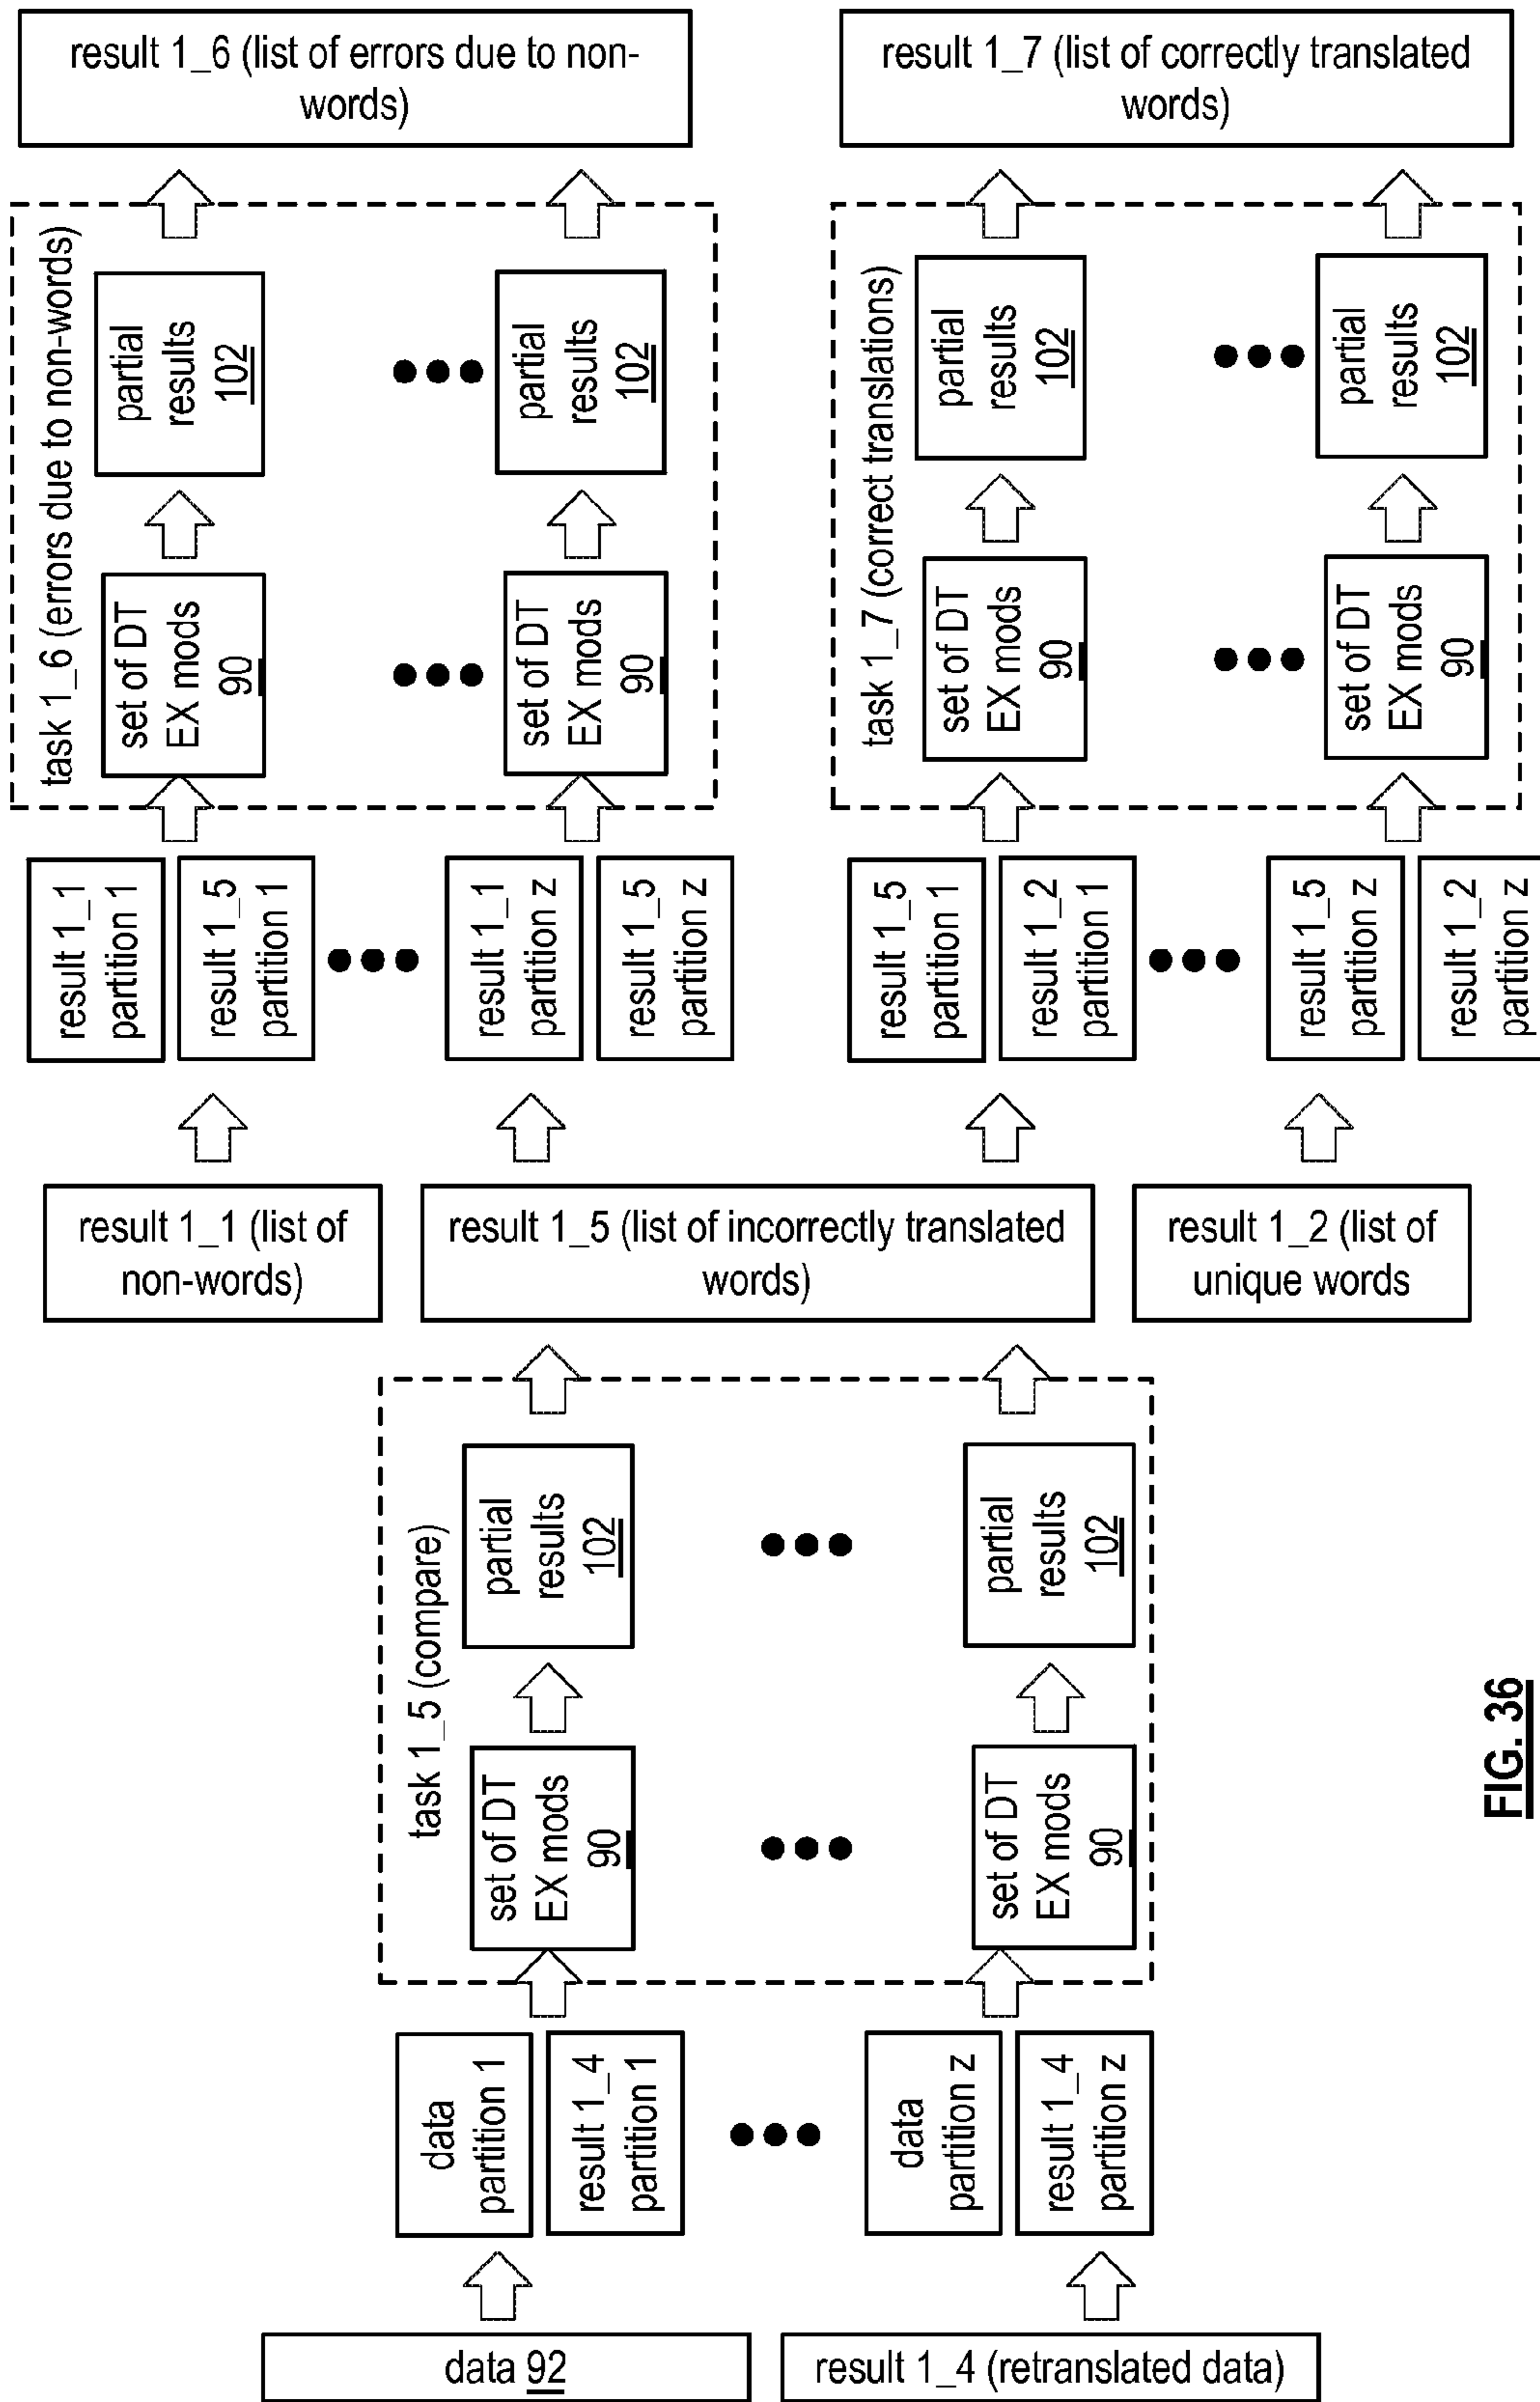 data 92
result 1_4 (retranslated data)
data
partition 1
result 1_4
partition 1
data
partition z
result 1_4
partition z
task 1_5 (compare)
set of DT
EX mods
90
partial
results
102
set of DT
EX mods
90
partial
results
102
result 1_1 (list of
non-words)
result 1_5 (list of incorrectly translated
words)
result 1_2 (list of
unique words
result 1_1
partition 1
result 1_5
partition 1
result 1_1
partition z
result 1_5
partition z
task 1_6 (errors due to non-words)
set of DT
EX mods
90
partial
results
102
set of DT
EX mods
90
partial
results
102
result 1_6 (list of errors due to non-
words)
result 1_5
partition 1
result 1_2
partition 1
result 1_5
partition z
result 1_2
partition z
task 1_7 (correct translations)
set of DT
EX mods
90
partial
results
102
set of DT
EX mods
90
partial
results
102
result 1_7 (list of correctly translated
words)
FIG. 36